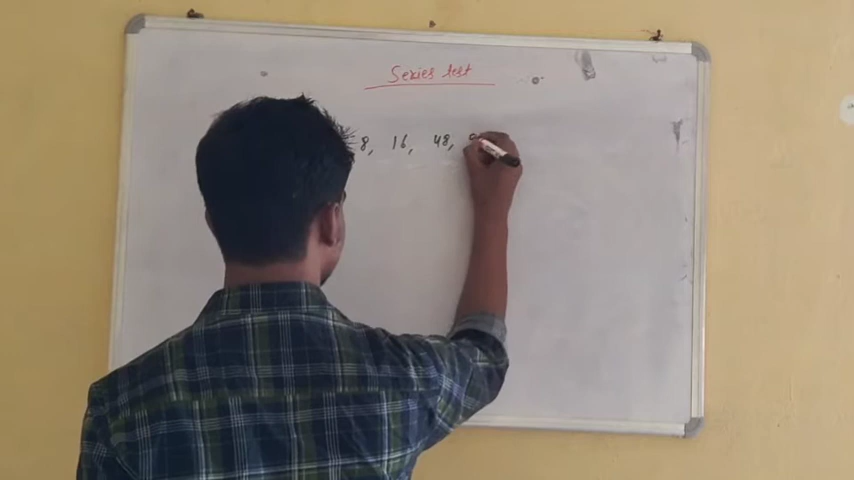 Series test
8, 16, 48,